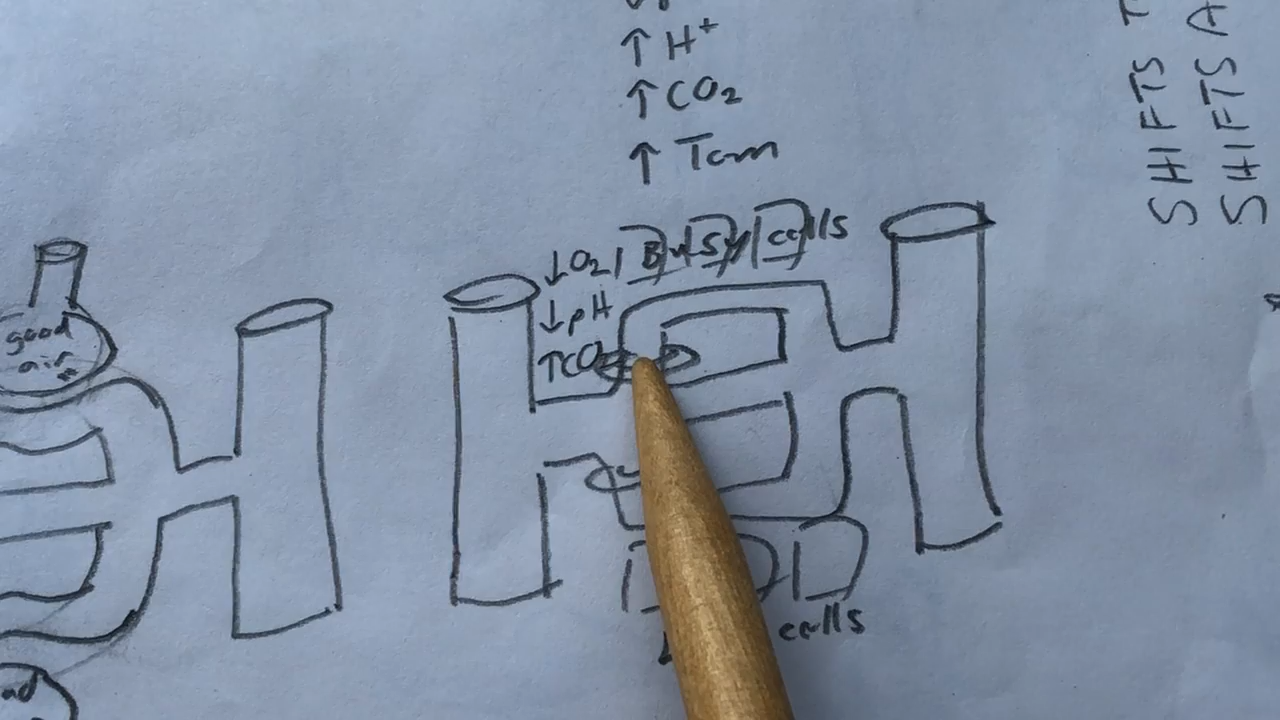 ↑ H⁺
↑ CO₂
↑ Tem
↓ O₂ Busy cells
↓ pH
↑ CO₂
good
air
cells
SHIFTS
SHIFTS